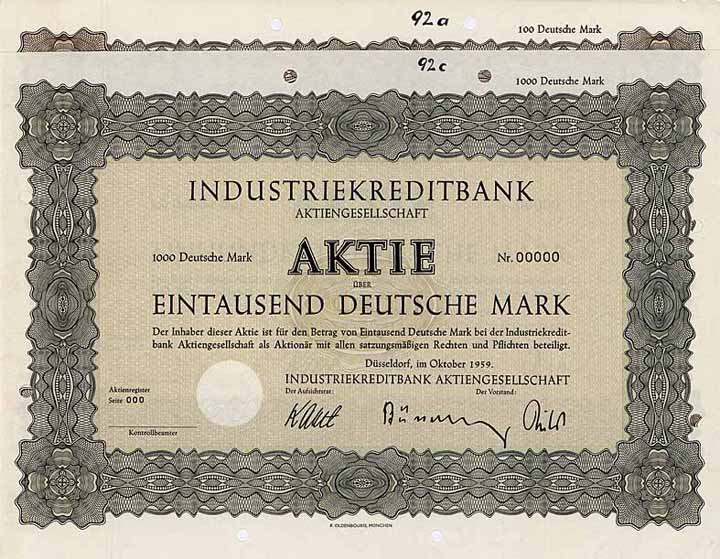 92a
100 Deutsche Mark
92c
1000 Deutsche Mark
INDUSTRIEKREDITBANK
AKTIENGESELLSCHAFT
1000 Deutsche Mark AKTIE Nr. 00000
ÜBER
EINTAUSEND DEUTSCHE MARK
Der Inhaber dieser Aktie ist für den Betrag von Eintausend Deutsche Mark bei der Industriekredit-
bank Aktiengesellschaft als Aktionär mit allen satzungsmäßigen Rechten und Pflichten beteiligt.
Düsseldorf, im Oktober 1959.
INDUSTRIEKREDITBANK AKTIENGESELLSCHAFT
Der Aufsichtsrat: Der Vorstand:
Aktienregister
Seite 000
Kontrollbeamter
R. OLDENBOURG, MÜNCHEN